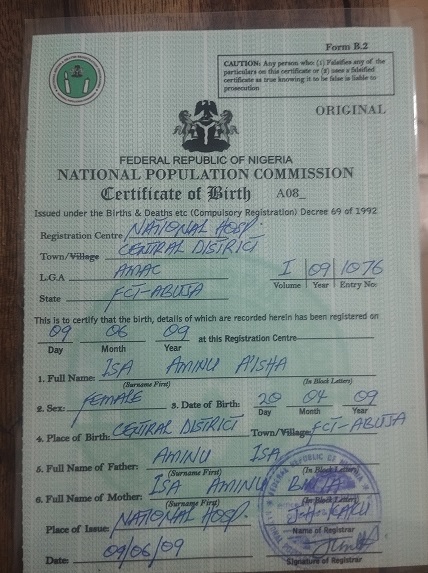 Form B.2
CAUTION: Any person who: (1) Falsifies any of the
particulars on this certificate or (2) uses a falsified
certificate as true knowing it to be false is liable to
prosecution
ORIGINAL
FEDERAL REPUBLIC OF NIGERIA
NATIONAL POPULATION COMMISSION
Certificate of Birth A08_
Issued under the Births & Deaths etc (Compulsory Registration) Decree 69 of 1992
Registration Centre NATIONAL HOSP.
Town/Village CENTRAL DISTRICT
L.G.A AMAC I 09 1076
Volume Year Entry No:
State FCT-ABUJA
This is to certify that the birth, details of which are recorded herein has been registered on
09 06 09 at this Registration Centre
Day Month Year
1. Full Name: ISA AMINU A'ISHA
(Surname First) (In Block Letters)
2. Sex: FEMALE 3. Date of Birth: 20 04 09
Day Month Year
4. Place of Birth: CENTRAL DISTRICT Town/Village: FCT-ABUJA
5. Full Name of Father: AMINU ISA
(Surname First) (In Block Letters)
6. Full Name of Mother: ISA AMINU
(Surname First) (In Block Letters)
Place of Issue: NATIONAL HOSP.
Name of Registrar
Date: 09/06/09
Signature of Registrar